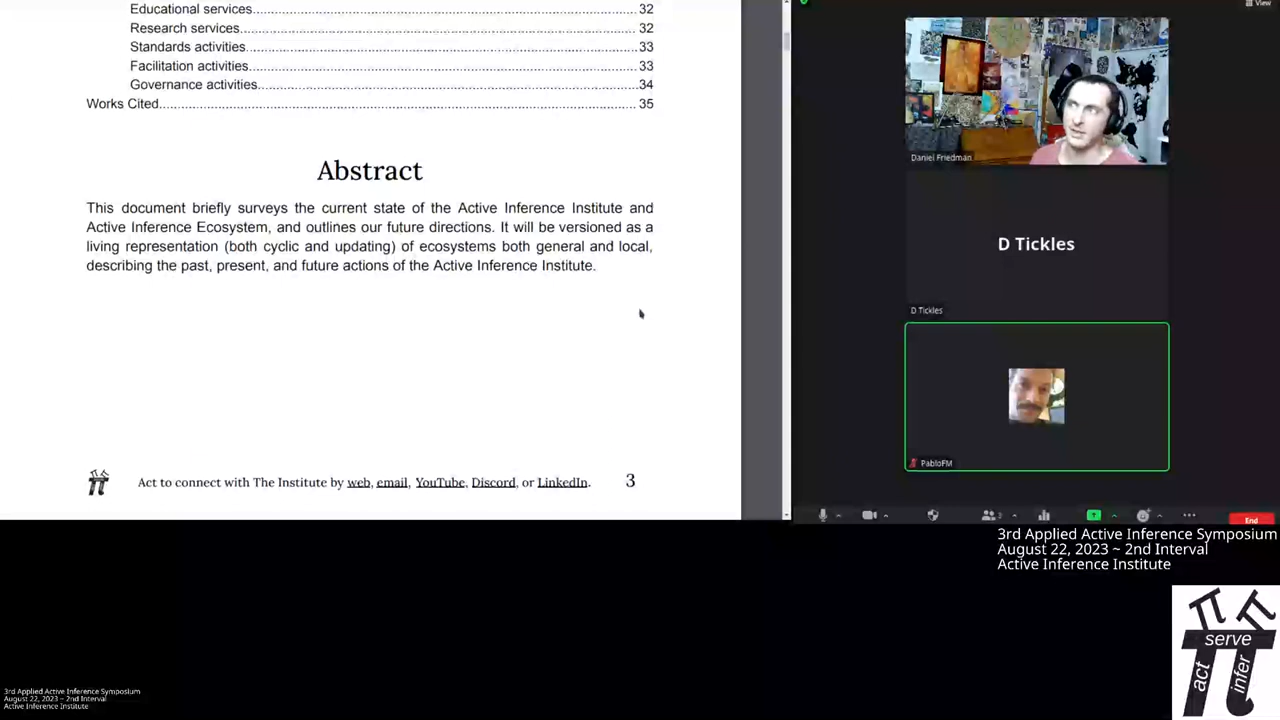 Educational services 32
Research services 32
Standards activities 33
Facilitation activities 33
Governance activities 34
Works Cited 35
Abstract
This document briefly surveys the current state of the Active Inference Institute and
Active Inference Ecosystem, and outlines our future directions. It will be versioned as a
living representation (both cyclic and updating) of ecosystems both general and local,
describing the past, present, and future actions of the Active Inference Institute.
Act to connect with The Institute by web, email, YouTube, Discord, or LinkedIn. 3
View
Daniel Friedman
D Tickles
D Tickles
PabloFM
3
End
3rd Applied Active Inference Symposium
August 22, 2023 ~ 2nd Interval
Active Inference Institute
serve
act
infer
3rd Applied Active Inference Symposium
August 22, 2023 ~ 2nd Interval
Active Inference Institute